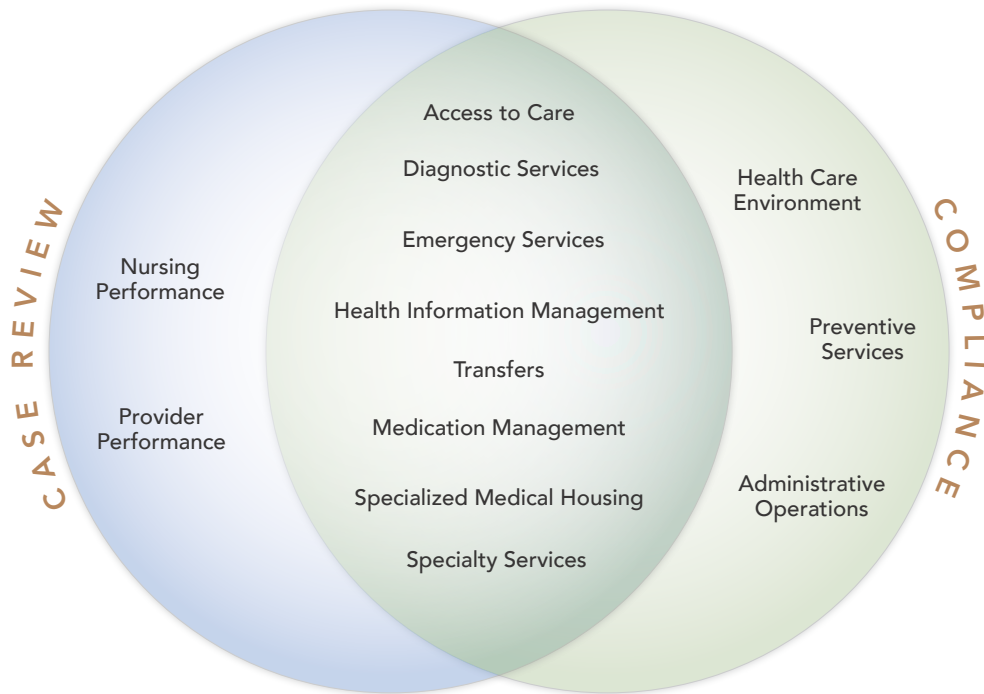 CASE REVIEW
Nursing
Performance
Provider
Performance
Access to Care
Diagnostic Services
Emergency Services
Health Information Management
Transfers
Medication Management
Specialized Medical Housing
Specialty Services
Health Care
Environment
Preventive
Services
Administrative
Operations
COMPLIANCE